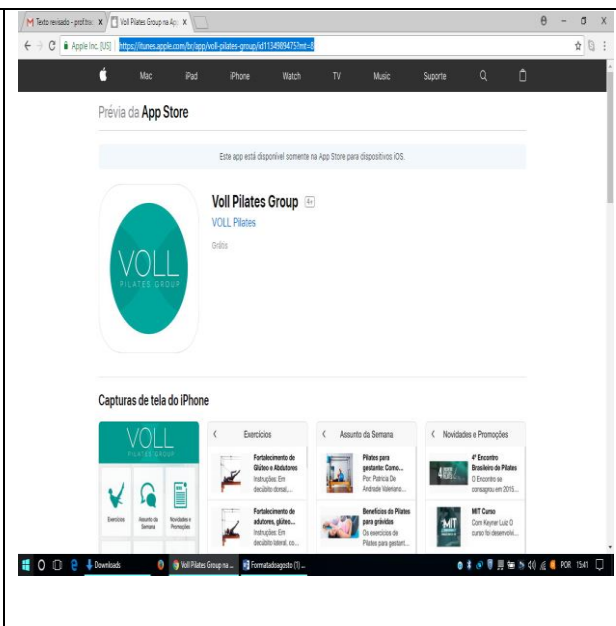 Texto revisado - profitne
Voll Pilates Group na Ap
Apple Inc. [US]
https://itunes.apple.com/br/app/voll-pilates-group/id1134989475?mt=8
Mac iPad iPhone Watch TV Music Suporte
Prévia da App Store
Este app está disponível somente na App Store para dispositivos iOS.
VOLL
PILATES GROUP
Voll Pilates Group 4+
VOLL Pilates
Grátis
Capturas de tela do iPhone
VOLL
PILATES GROUP
Exercícios
Assunto da
Semana
Novidades e
Promoções
Exercícios
Fortalecimento de
Glúteo e Abdutores
Instruções: Em
decúbito dorsal,...
Fortalecimento de
adutores, glúteo...
Instrução: Em
decúbito lateral, co...
Assunto da Semana
Pilates para
gestante: Como...
Por: Patricia De
Andrade Valeriano...
Benefícios do Pilates
para grávidas
Os exercícios de
Pilates para gestant...
Novidades e Promoções
4º Encontro
Brasileiro de Pilates
O Encontro se
consagrou em 2015...
MIT
MIT Curso
Com Keyner Luiz O
curso foi desenvolvi...
Downloads
Voll Pilates Group na ...
Formatadoagosto (1) ...
POR 15:41